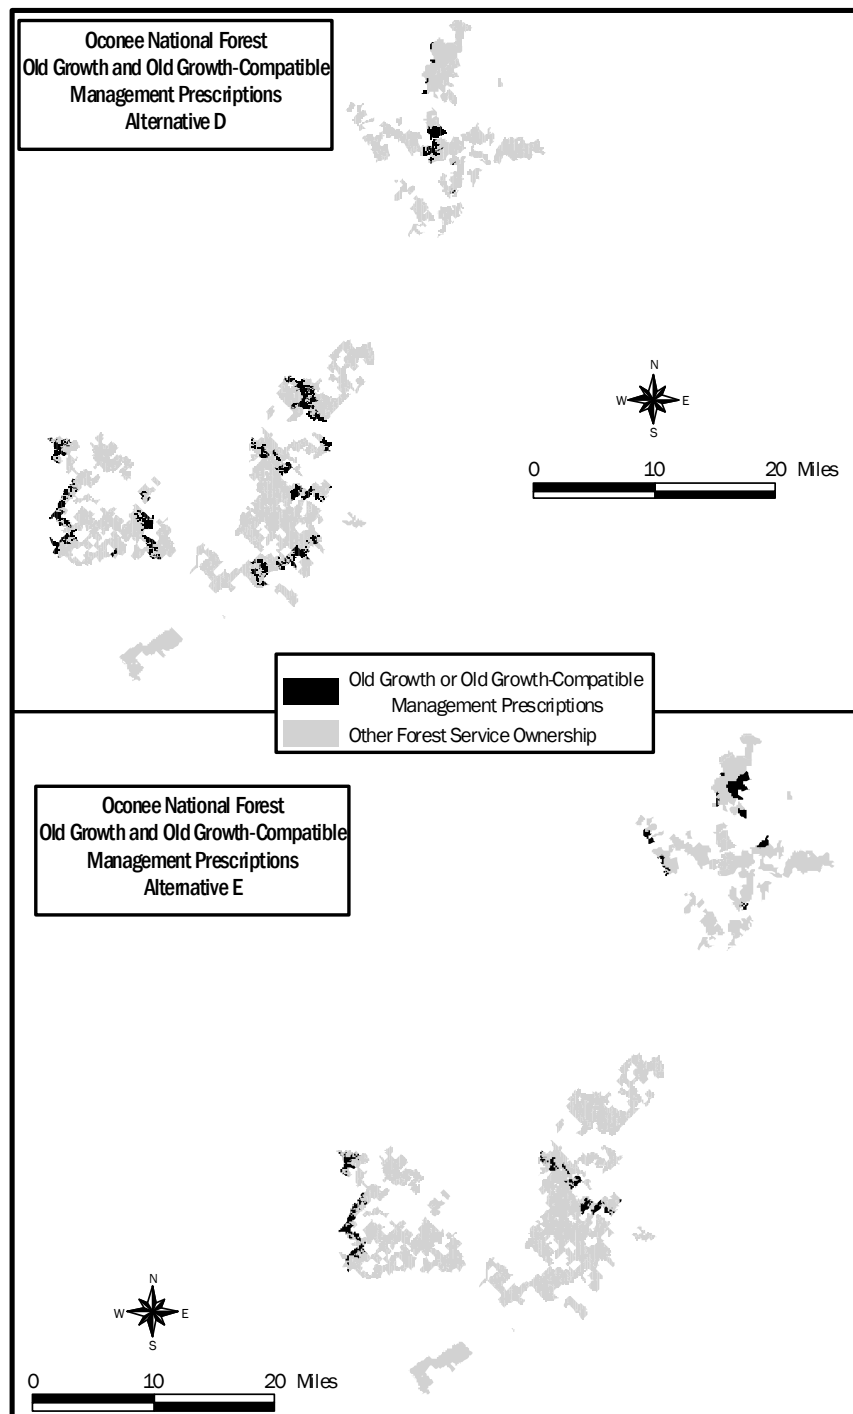 Oconee National Forest
Old Growth and Old Growth-Compatible
Management Prescriptions
Alternative D
N
W E
S
0 10 20 Miles
Old Growth or Old Growth-Compatible
Management Prescriptions
Other Forest Service Ownership
Oconee National Forest
Old Growth and Old Growth-Compatible
Management Prescriptions
Alternative E
N
W E
S
0 10 20 Miles